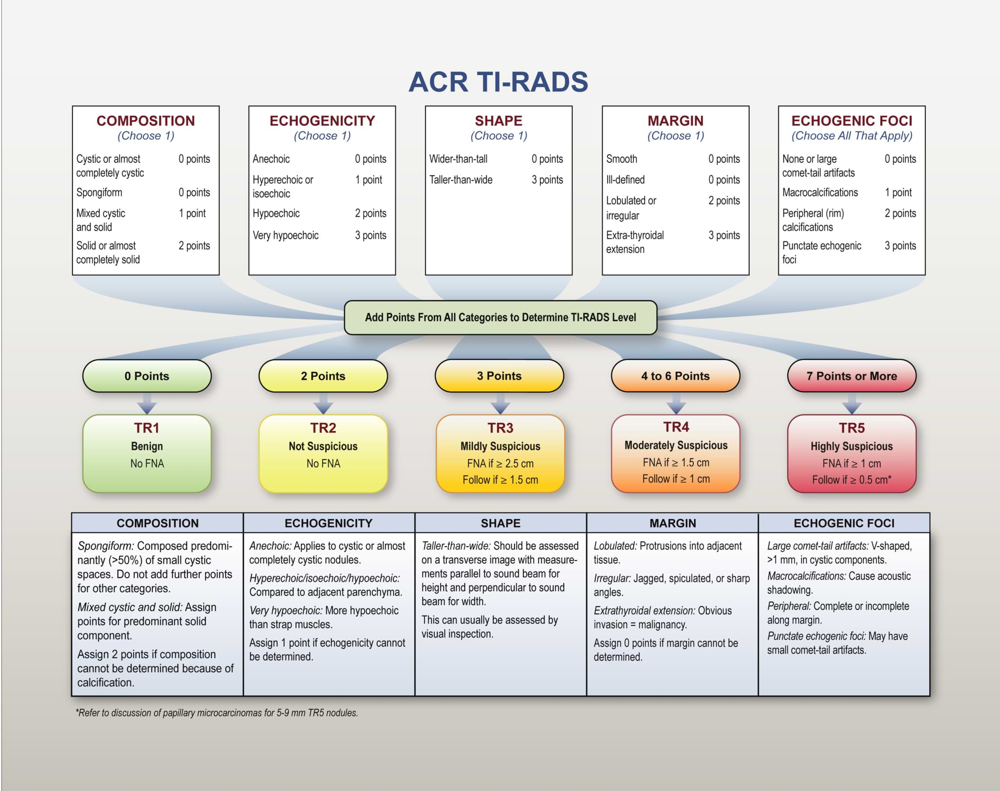 ACR TI-RADS
COMPOSITION
(Choose 1)
Cystic or almost 0 points
completely cystic
Spongiform 0 points
Mixed cystic 1 point
and solid
Solid or almost 2 points
completely solid
ECHOGENICITY
(Choose 1)
Anechoic 0 points
Hyperechoic or 1 point
isoechoic
Hypoechoic 2 points
Very hypoechoic 3 points
SHAPE
(Choose 1)
Wider-than-tall 0 points
Taller-than-wide 3 points
MARGIN
(Choose 1)
Smooth 0 points
Ill-defined 0 points
Lobulated or 2 points
irregular
Extra-thyroidal 3 points
extension
ECHOGENIC FOCI
(Choose All That Apply)
None or large 0 points
comet-tail artifacts
Macrocalcifications 1 point
Peripheral (rim) 2 points
calcifications
Punctate echogenic 3 points
foci
Add Points From All Categories to Determine TI-RADS Level
0 Points
2 Points
3 Points
4 to 6 Points
7 Points or More
TR1
Benign
No FNA
TR2
Not Suspicious
No FNA
TR3
Mildly Suspicious
FNA if ≥ 2.5 cm
Follow if ≥ 1.5 cm
TR4
Moderately Suspicious
FNA if ≥ 1.5 cm
Follow if ≥ 1 cm
TR5
Highly Suspicious
FNA if ≥ 1 cm
Follow if ≥ 0.5 cm*
COMPOSITION
Spongiform: Composed predomi-
nantly (>50%) of small cystic
spaces. Do not add further points
for other categories.
Mixed cystic and solid: Assign
points for predominant solid
component.
Assign 2 points if composition
cannot be determined because of
calcification.
ECHOGENICITY
Anechoic: Applies to cystic or almost
completely cystic nodules.
Hyperechoic/isoechoic/hypoechoic:
Compared to adjacent parenchyma.
Very hypoechoic: More hypoechoic
than strap muscles.
Assign 1 point if echogenicity cannot
be determined.
SHAPE
Taller-than-wide: Should be assessed
on a transverse image with measure-
ments parallel to sound beam for
height and perpendicular to sound
beam for width.
This can usually be assessed by
visual inspection.
MARGIN
Lobulated: Protrusions into adjacent
tissue.
Irregular: Jagged, spiculated, or sharp
angles.
Extrathyroidal extension: Obvious
invasion = malignancy.
Assign 0 points if margin cannot be
determined.
ECHOGENIC FOCI
Large comet-tail artifacts: V-shaped,
>1 mm, in cystic components.
Macrocalcifications: Cause acoustic
shadowing.
Peripheral: Complete or incomplete
along margin.
Punctate echogenic foci: May have
small comet-tail artifacts.
*Refer to discussion of papillary microcarcinomas for 5-9 mm TR5 nodules.